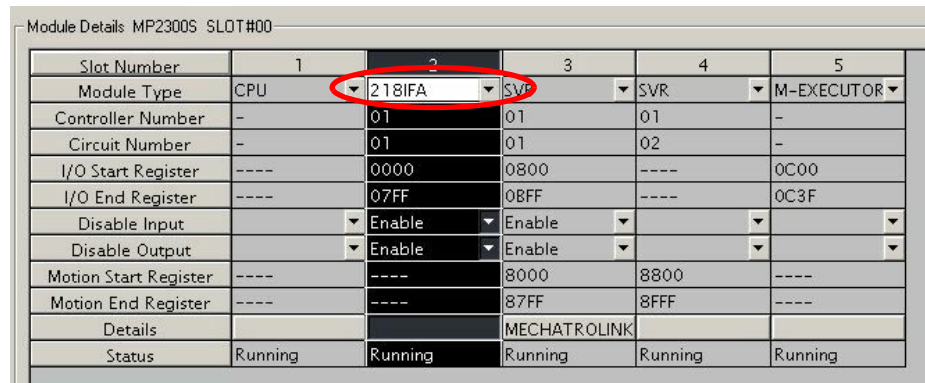 Module Details MP2300S SLOT#00
Slot Number 1 2 3 4 5
Module Type CPU 218IFA SVB SVR M-EXECUTOR
Controller Number - 01 01 01 -
Circuit Number - 01 01 02 -
I/O Start Register ---- 0000 0800 ---- 0C00
I/O End Register ---- 07FF 0BFF ---- 0C3F
Disable Input Enable Enable
Disable Output Enable Enable
Motion Start Register ---- ---- 8000 8800 ----
Motion End Register ---- ---- 87FF 8FFF ----
Details MECHATROLINK
Status Running Running Running Running Running